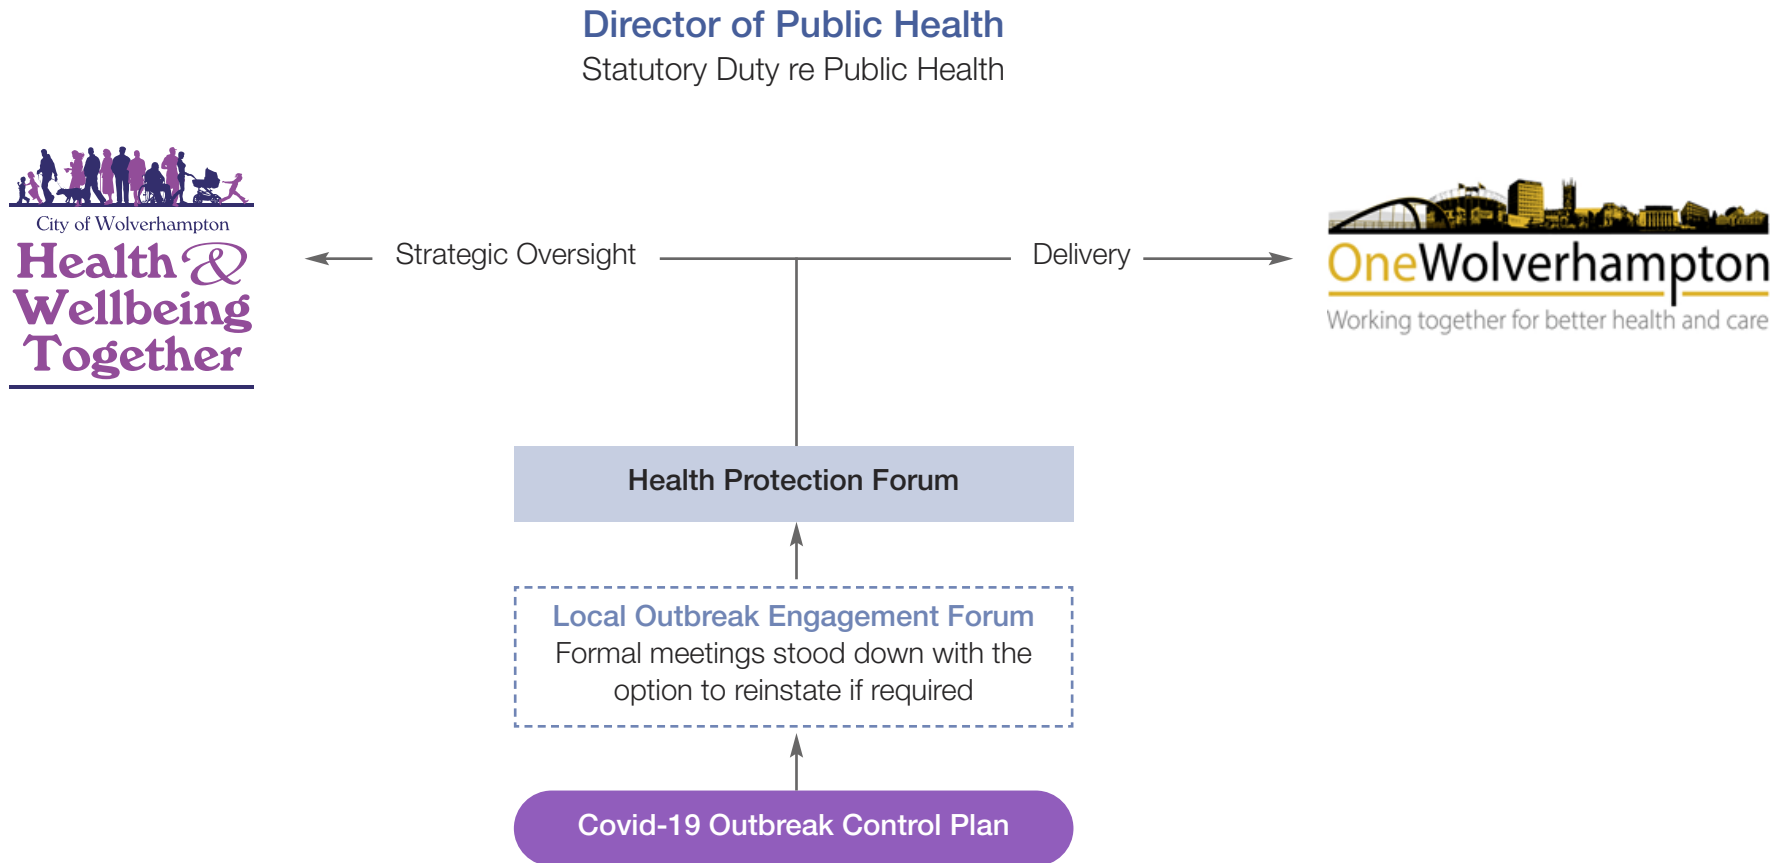 Director of Public Health
Statutory Duty re Public Health
City of Wolverhampton
Health &
Wellbeing
Together
Strategic Oversight
Delivery
OneWolverhampton
Working together for better health and care
Health Protection Forum
Local Outbreak Engagement Forum
Formal meetings stood down with the
option to reinstate if required
Covid-19 Outbreak Control Plan